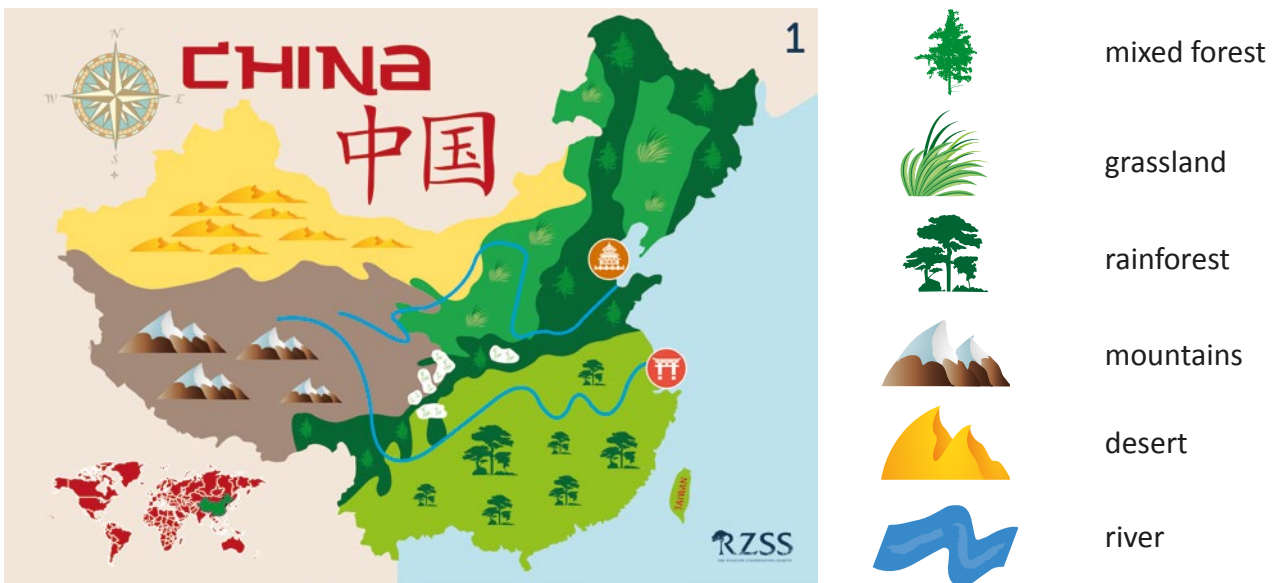 CHINA
中国
1
N
W
E
S
TAIWAN
RZSS
mixed forest
grassland
rainforest
mountains
desert
river